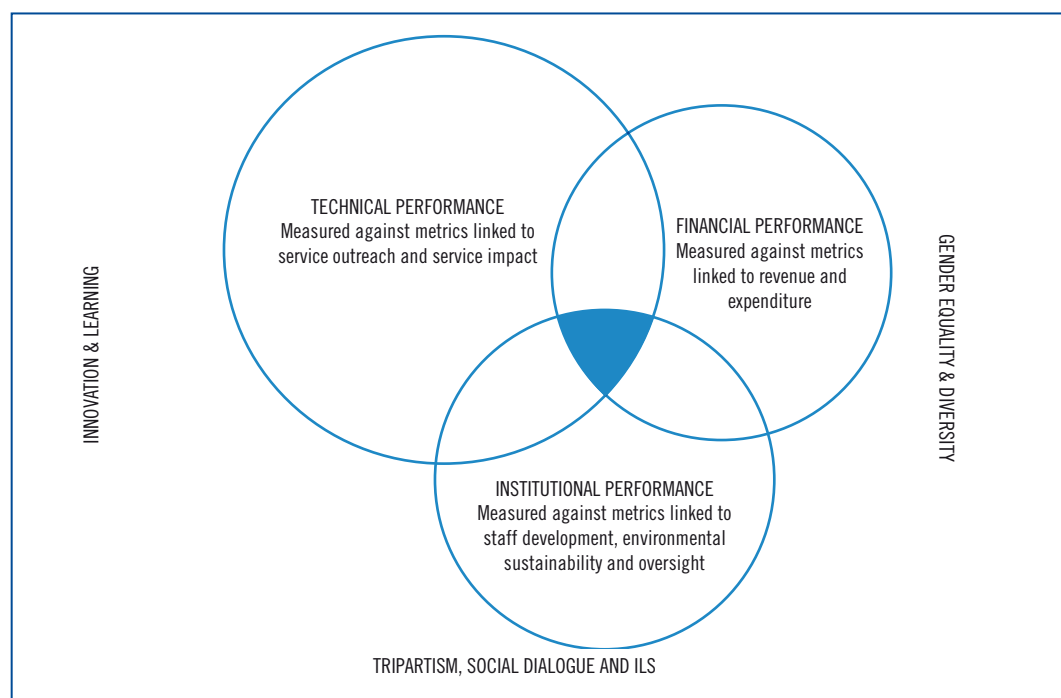 INNOVATION & LEARNING
TECHNICAL PERFORMANCE
Measured against metrics linked to
service outreach and service impact
FINANCIAL PERFORMANCE
Measured against metrics
linked to revenue and
expenditure
GENDER EQUALITY & DIVERSITY
INSTITUTIONAL PERFORMANCE
Measured against metrics linked to
staff development, environmental
sustainability and oversight
TRIPARTISM, SOCIAL DIALOGUE AND ILS